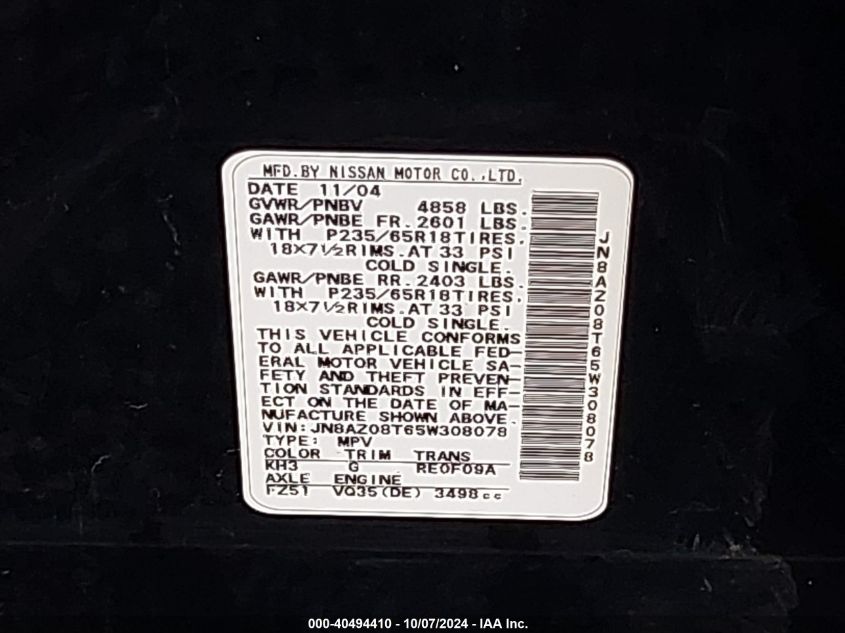 MFD.BY NISSAN MOTOR CO.,LTD.
DATE 11/04
GVWR/PNBV 4858 LBS.
GAWR/PNBE FR.2601 LBS.
WITH P235/65R18TIRES.
18X7½RIMS.AT 33 PSI
COLD SINGLE.
GAWR/PNBE RR.2403 LBS.
WITH P235/65R18TIRES.
18X7½RIMS.AT 33 PSI
COLD SINGLE.
THIS VEHICLE CONFORMS
TO ALL APPLICABLE FED-
ERAL MOTOR VEHICLE SA-
FETY AND THEFT PREVEN-
TION STANDARDS IN EFF-
ECT ON THE DATE OF MA-
NUFACTURE SHOWN ABOVE.
VIN:JN8AZ08T65W308078
TYPE: MPV
COLOR TRIM TRANS
KH3 G RE0F09A
AXLE ENGINE
FZ51 VQ35(DE) 3498cc
JN8AZ08T65W308078
000-40494410 - 10/07/2024 - IAA Inc.